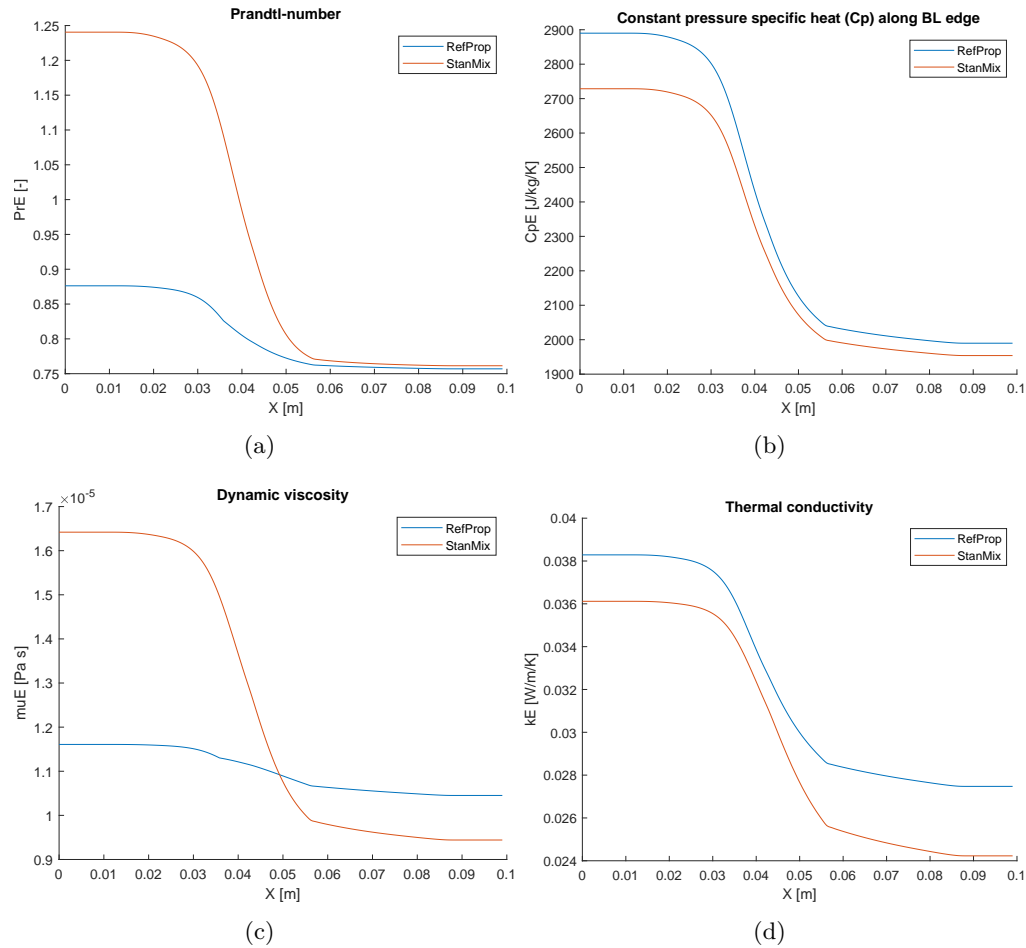 Prandtl-number
1.25
1.2
1.15
1.1
1.05
1
0.95
0.9
0.85
0.8
0.75
PrE [-]
RefProp
StanMix
0 0.01 0.02 0.03 0.04 0.05 0.06 0.07 0.08 0.09 0.1
X [m]
(a)
Constant pressure specific heat (Cp) along BL edge
2900
2800
2700
2600
2500
2400
2300
2200
2100
2000
1900
CpE [J/kg/K]
RefProp
StanMix
0 0.01 0.02 0.03 0.04 0.05 0.06 0.07 0.08 0.09 0.1
X [m]
(b)
Dynamic viscosity
×10-5
1.7
1.6
1.5
1.4
1.3
1.2
1.1
1
0.9
muE [Pa s]
RefProp
StanMix
0 0.01 0.02 0.03 0.04 0.05 0.06 0.07 0.08 0.09 0.1
X [m]
(c)
Thermal conductivity
0.04
0.038
0.036
0.034
0.032
0.03
0.028
0.026
0.024
kE [W/m/K]
RefProp
StanMix
0 0.01 0.02 0.03 0.04 0.05 0.06 0.07 0.08 0.09 0.1
X [m]
(d)